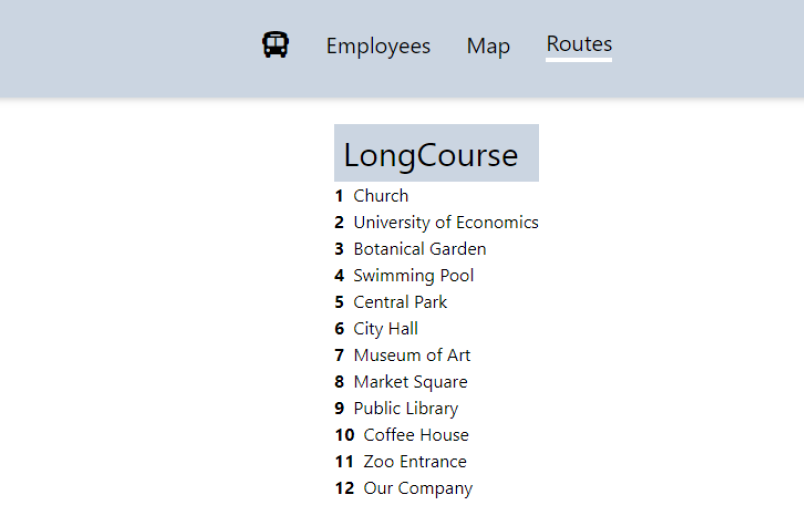 Employees Map Routes
LongCourse
1 Church
2 University of Economics
3 Botanical Garden
4 Swimming Pool
5 Central Park
6 City Hall
7 Museum of Art
8 Market Square
9 Public Library
10 Coffee House
11 Zoo Entrance
12 Our Company